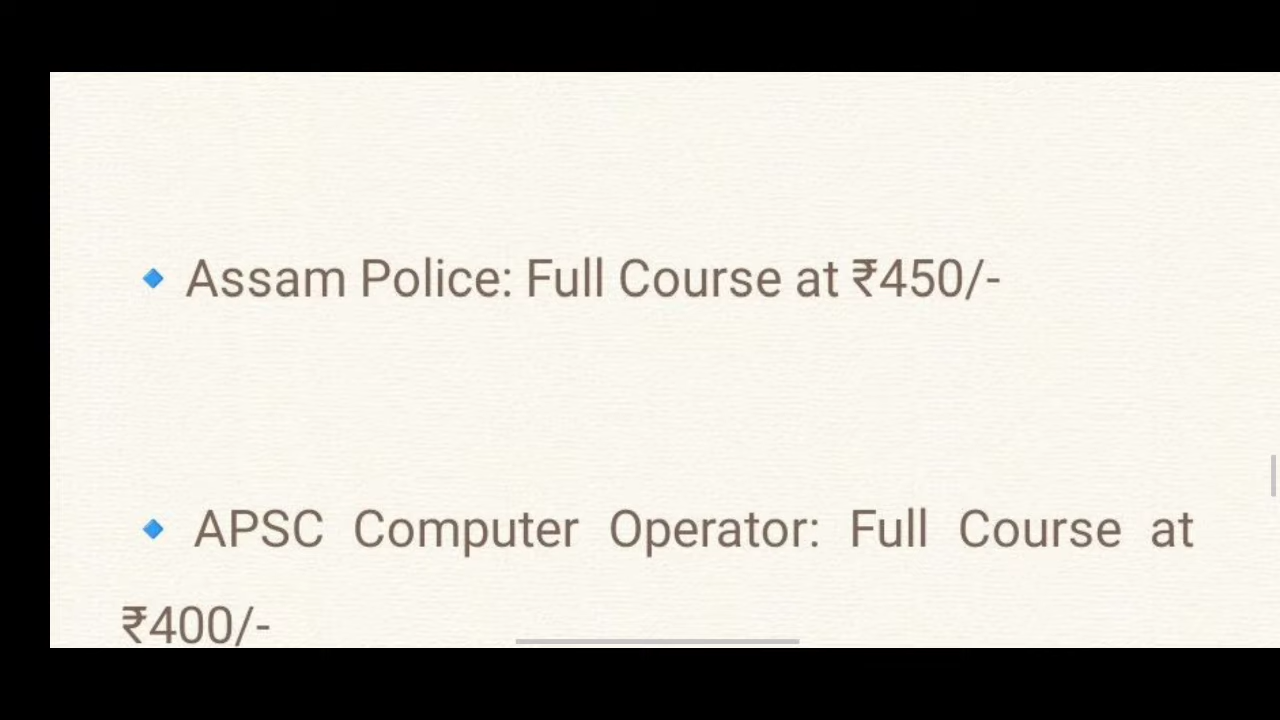 🔹 Assam Police: Full Course at ₹450/-
🔹 APSC Computer Operator: Full Course at
₹400/-